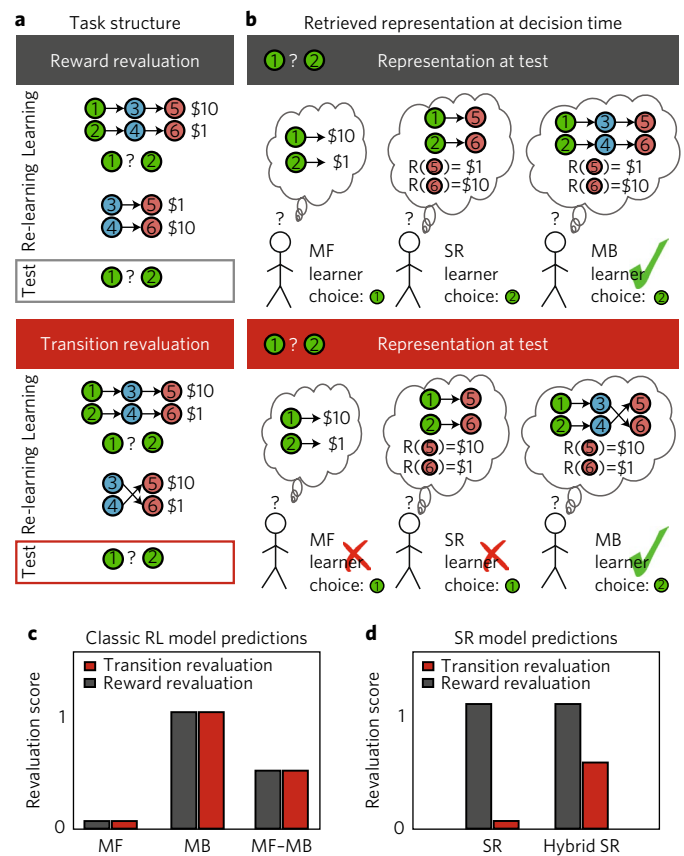 a
Task structure
Reward revaluation
Learning
1 3 5 $10
2 4 6 $1
1 ? 2
Re-learning
3 5 $1
4 6 $10
Test
1 ? 2
Transition revaluation
Learning
1 3 5 $10
2 4 6 $1
1 ? 2
Re-learning
3 5 $10
4 6 $1
Test
1 ? 2
b
Retrieved representation at decision time
1 ? 2 Representation at test
1 $10
2 $1
?
MF
learner
choice: 1
1 5
2 6
R(5)= $1
R(6)=$10
?
SR
learner
choice: 2
1 3 5
2 4 6
R(5)= $1
R(6)=$10
?
MB
learner
choice: 2
1 ? 2 Representation at test
1 $10
2 $1
?
MF
learner
choice: 1
1 5
2 6
R(5)=$10
R(6)=$1
?
SR
learner
choice: 1
1 3 5
2 4 6
R(5)=$10
R(6)=$1
?
MB
learner
choice: 2
c
Classic RL model predictions
Transition revaluation
Reward revaluation
Revaluation score
1
0
MF MB MF–MB
d
SR model predictions
Transition revaluation
Reward revaluation
Revaluation score
1
0
SR Hybrid SR